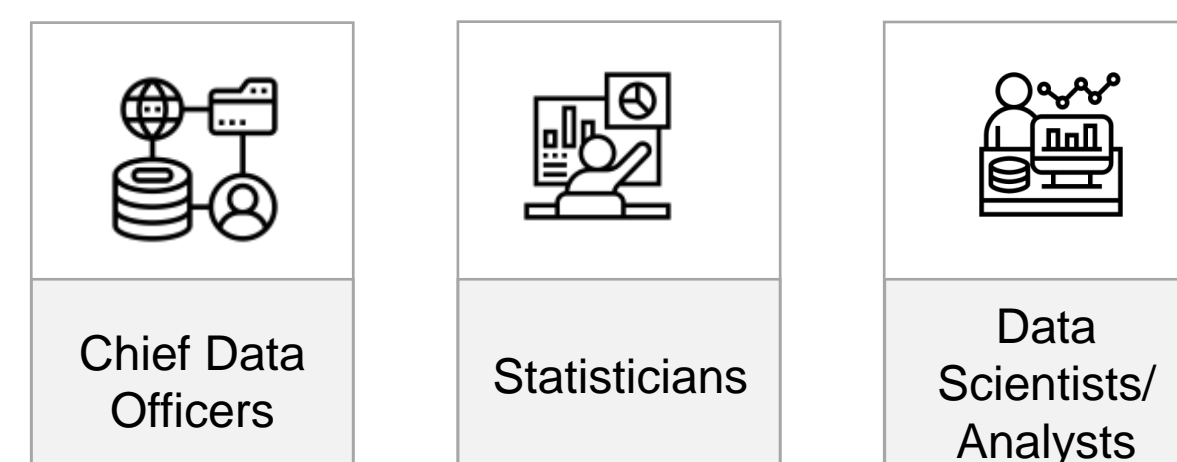 Chief Data
Officers
Statisticians
Data
Scientists/
Analysts